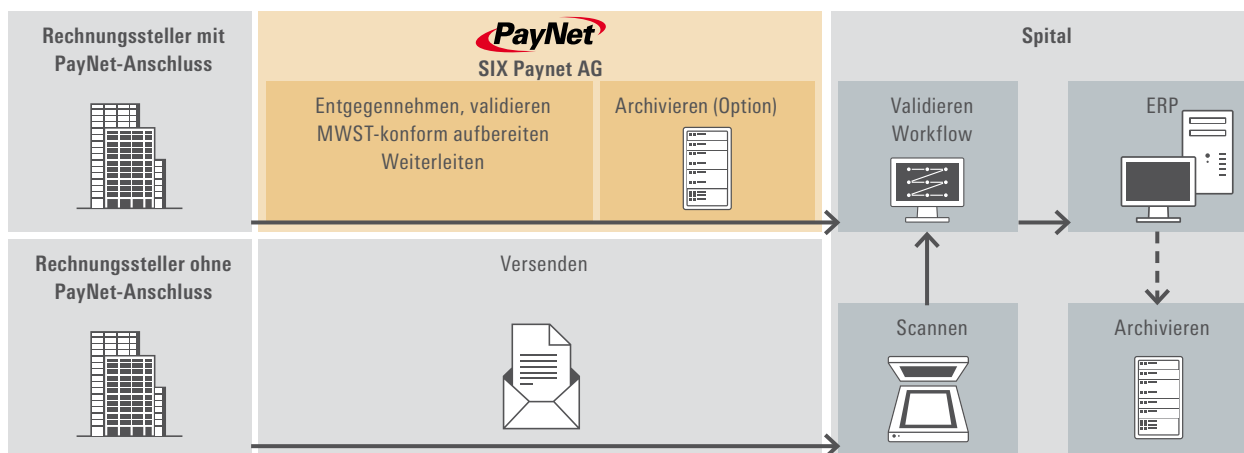 Rechnungssteller mit
PayNet-Anschluss
PayNet
SIX Paynet AG
Entgegennehmen, validieren
MWST-konform aufbereiten
Weiterleiten
Archivieren (Option)
Spital
Validieren
Workflow
ERP
Rechnungssteller ohne
PayNet-Anschluss
Versenden
Scannen
Archivieren